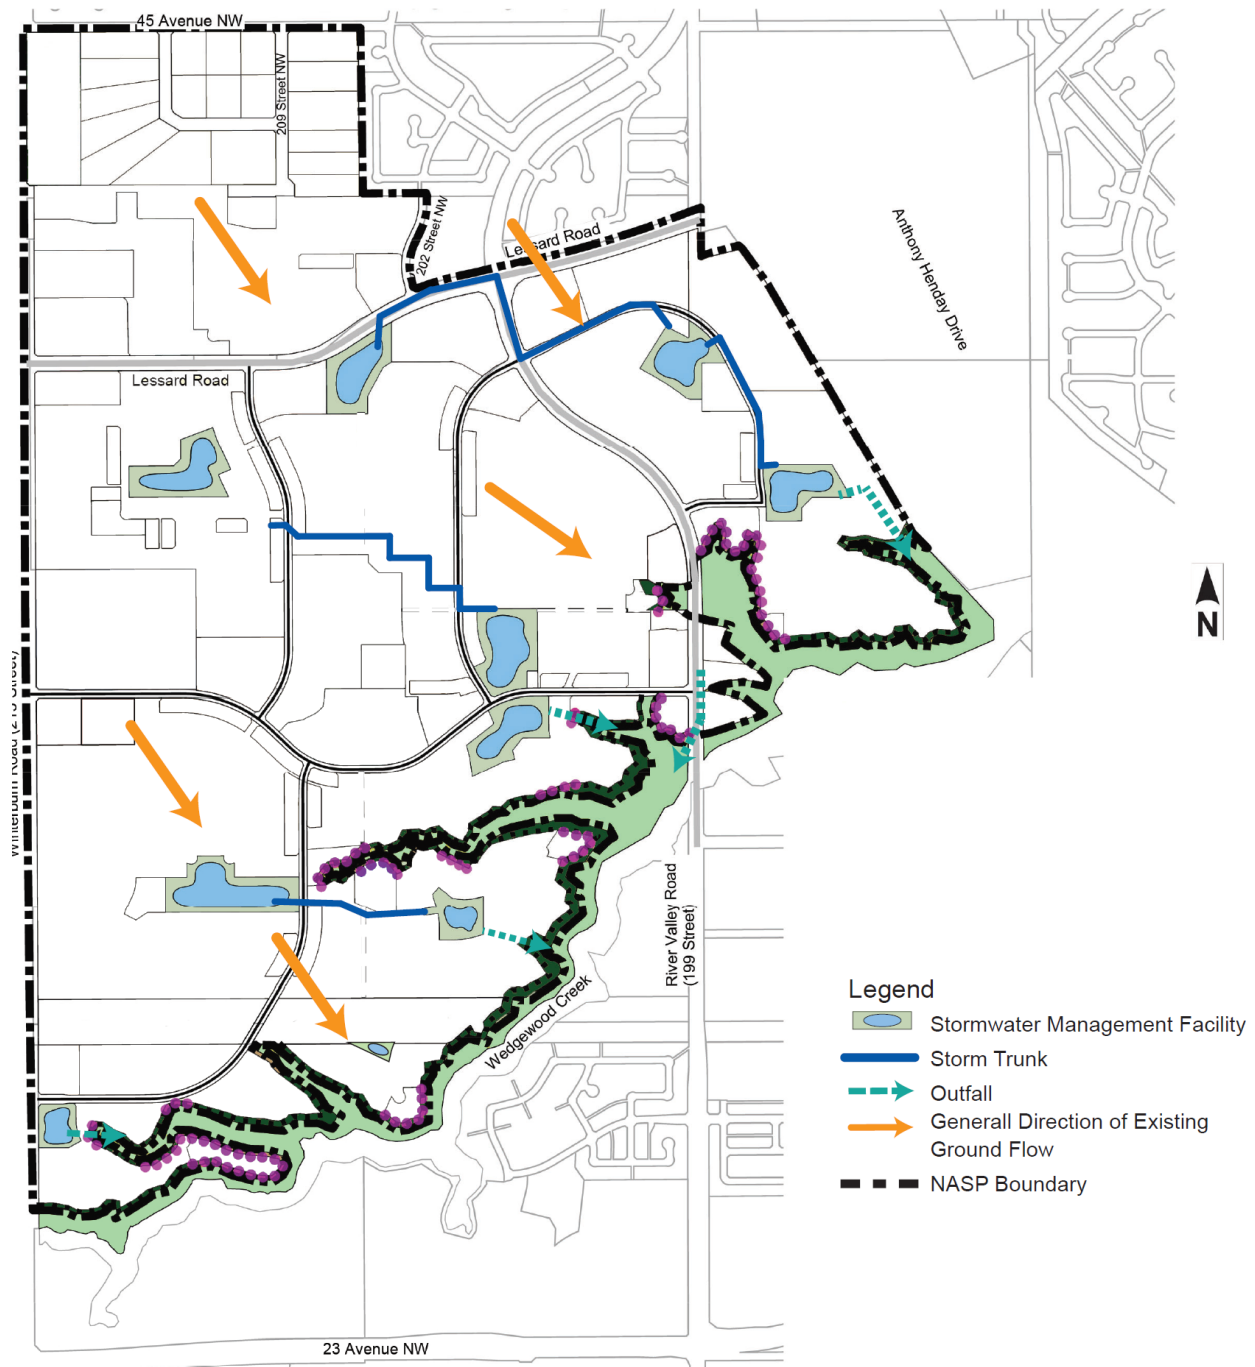 45 Avenue NW
209 Street NW
202 Street NW
Lessard Road
Anthony Henday Drive
Lessard Road
N
River Valley Road
(199 Street)
Wedgewood Creek
Legend
Stormwater Management Facility
Storm Trunk
Outfall
Generall Direction of Existing
Ground Flow
NASP Boundary
23 Avenue NW